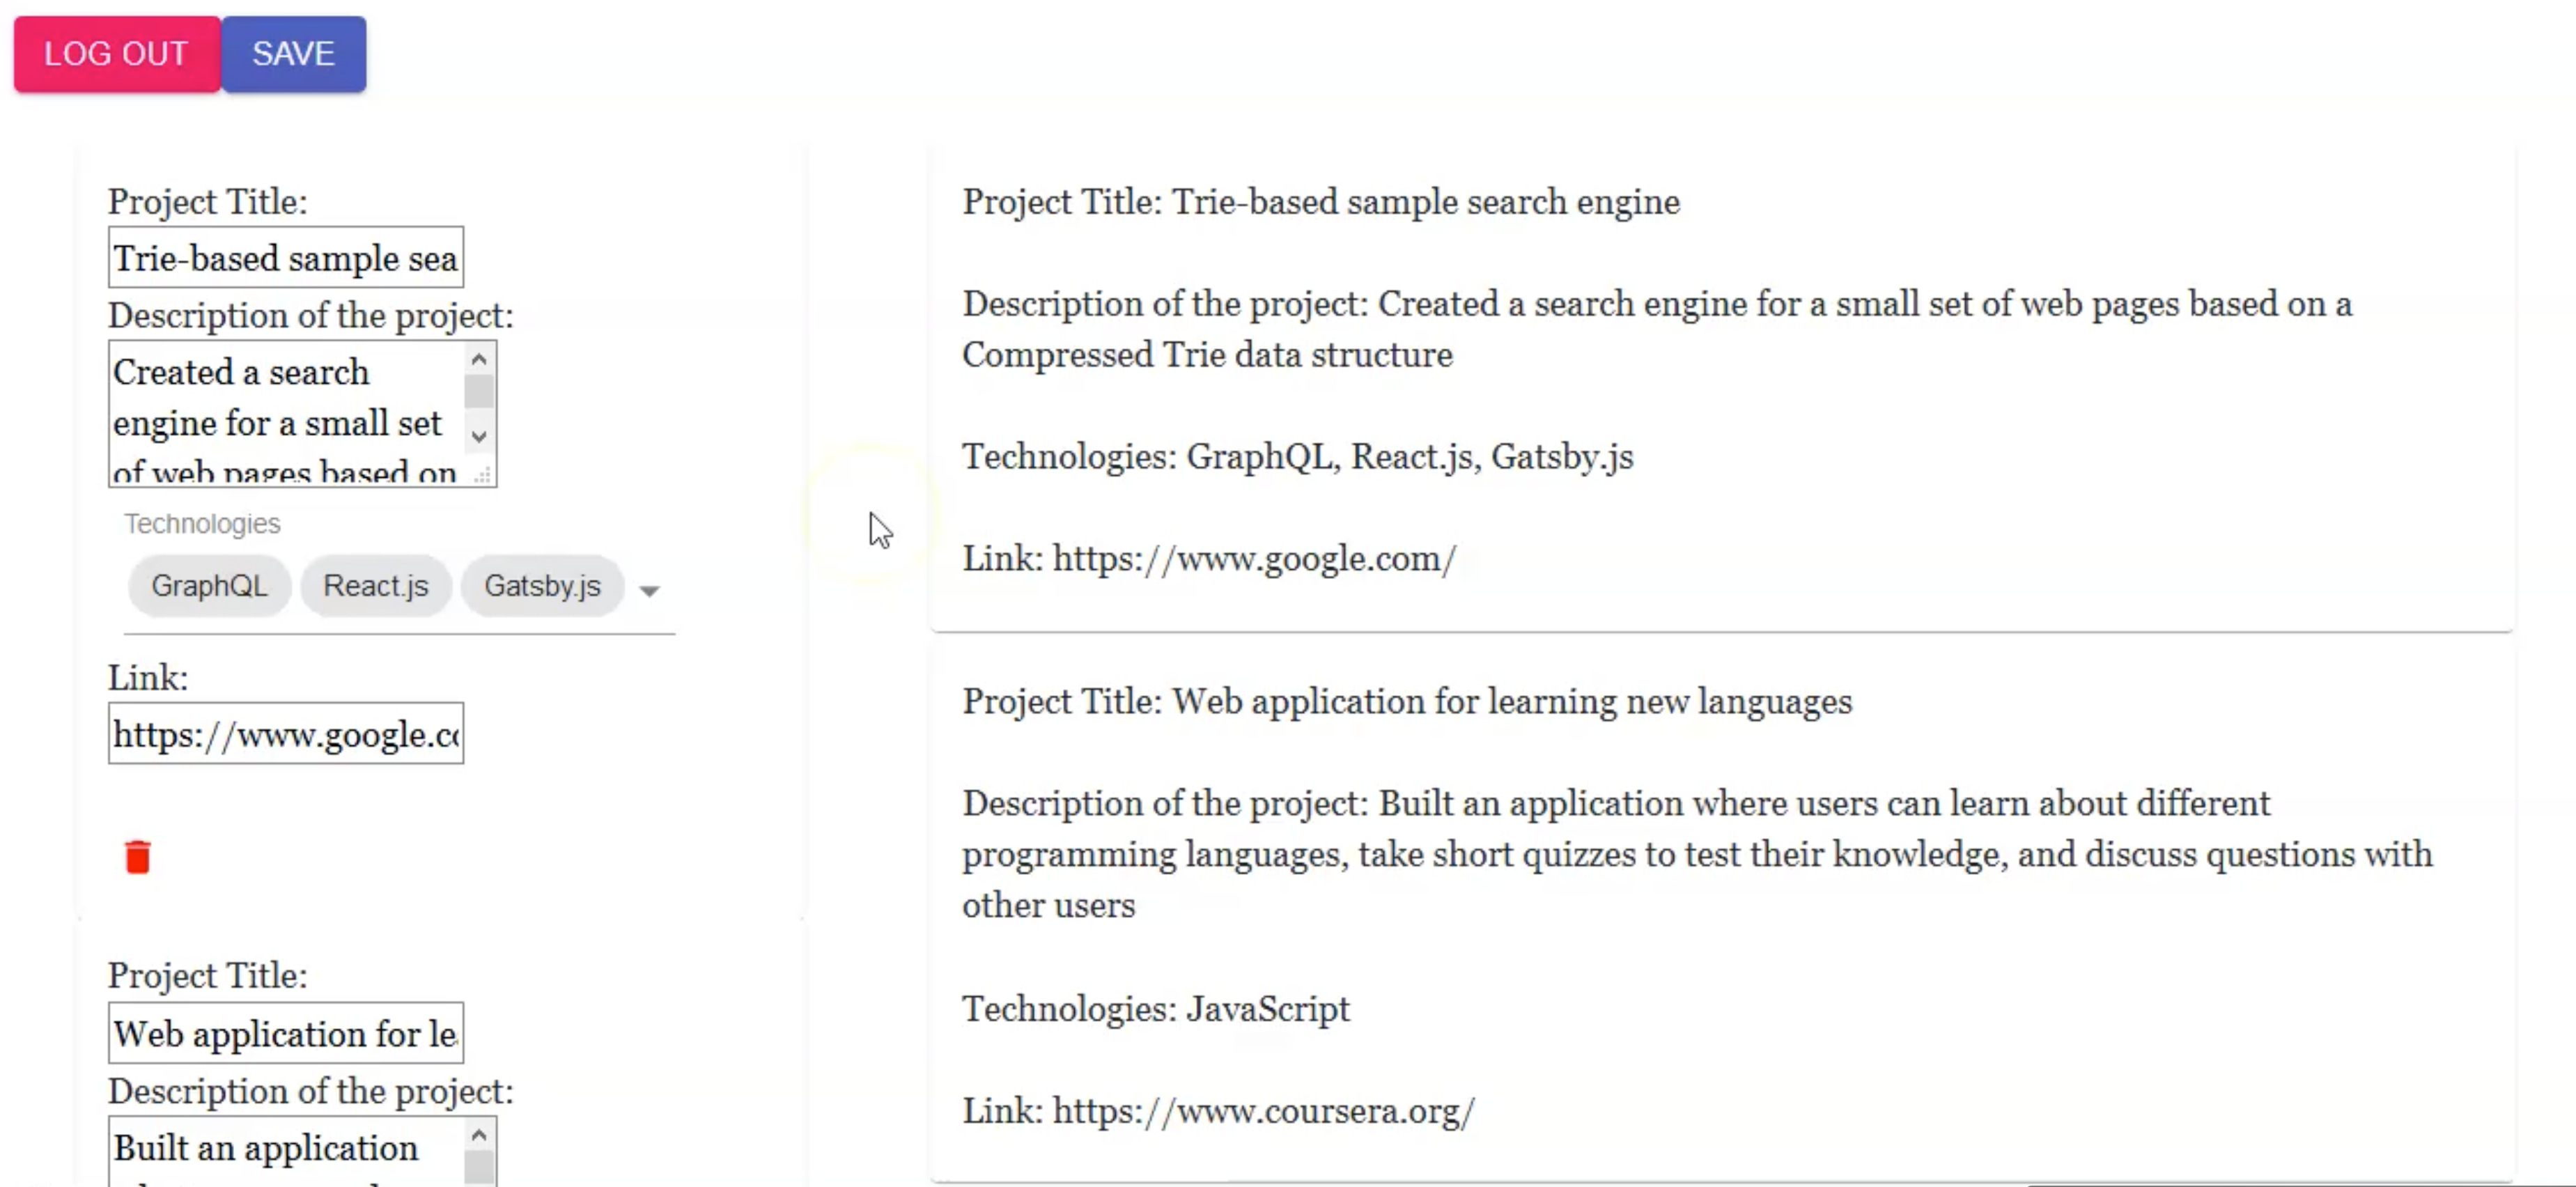 LOG OUT SAVE
Project Title:
Trie-based sample sea
Description of the project:
Created a search
engine for a small set
of web pages based on
Technologies
GraphQL React.js Gatsby.js
Link:
https://www.google.co
Project Title:
Web application for le
Description of the project:
Built an application
Project Title: Trie-based sample search engine
Description of the project: Created a search engine for a small set of web pages based on a
Compressed Trie data structure
Technologies: GraphQL, React.js, Gatsby.js
Link: https://www.google.com/
Project Title: Web application for learning new languages
Description of the project: Built an application where users can learn about different
programming languages, take short quizzes to test their knowledge, and discuss questions with
other users
Technologies: JavaScript
Link: https://www.coursera.org/